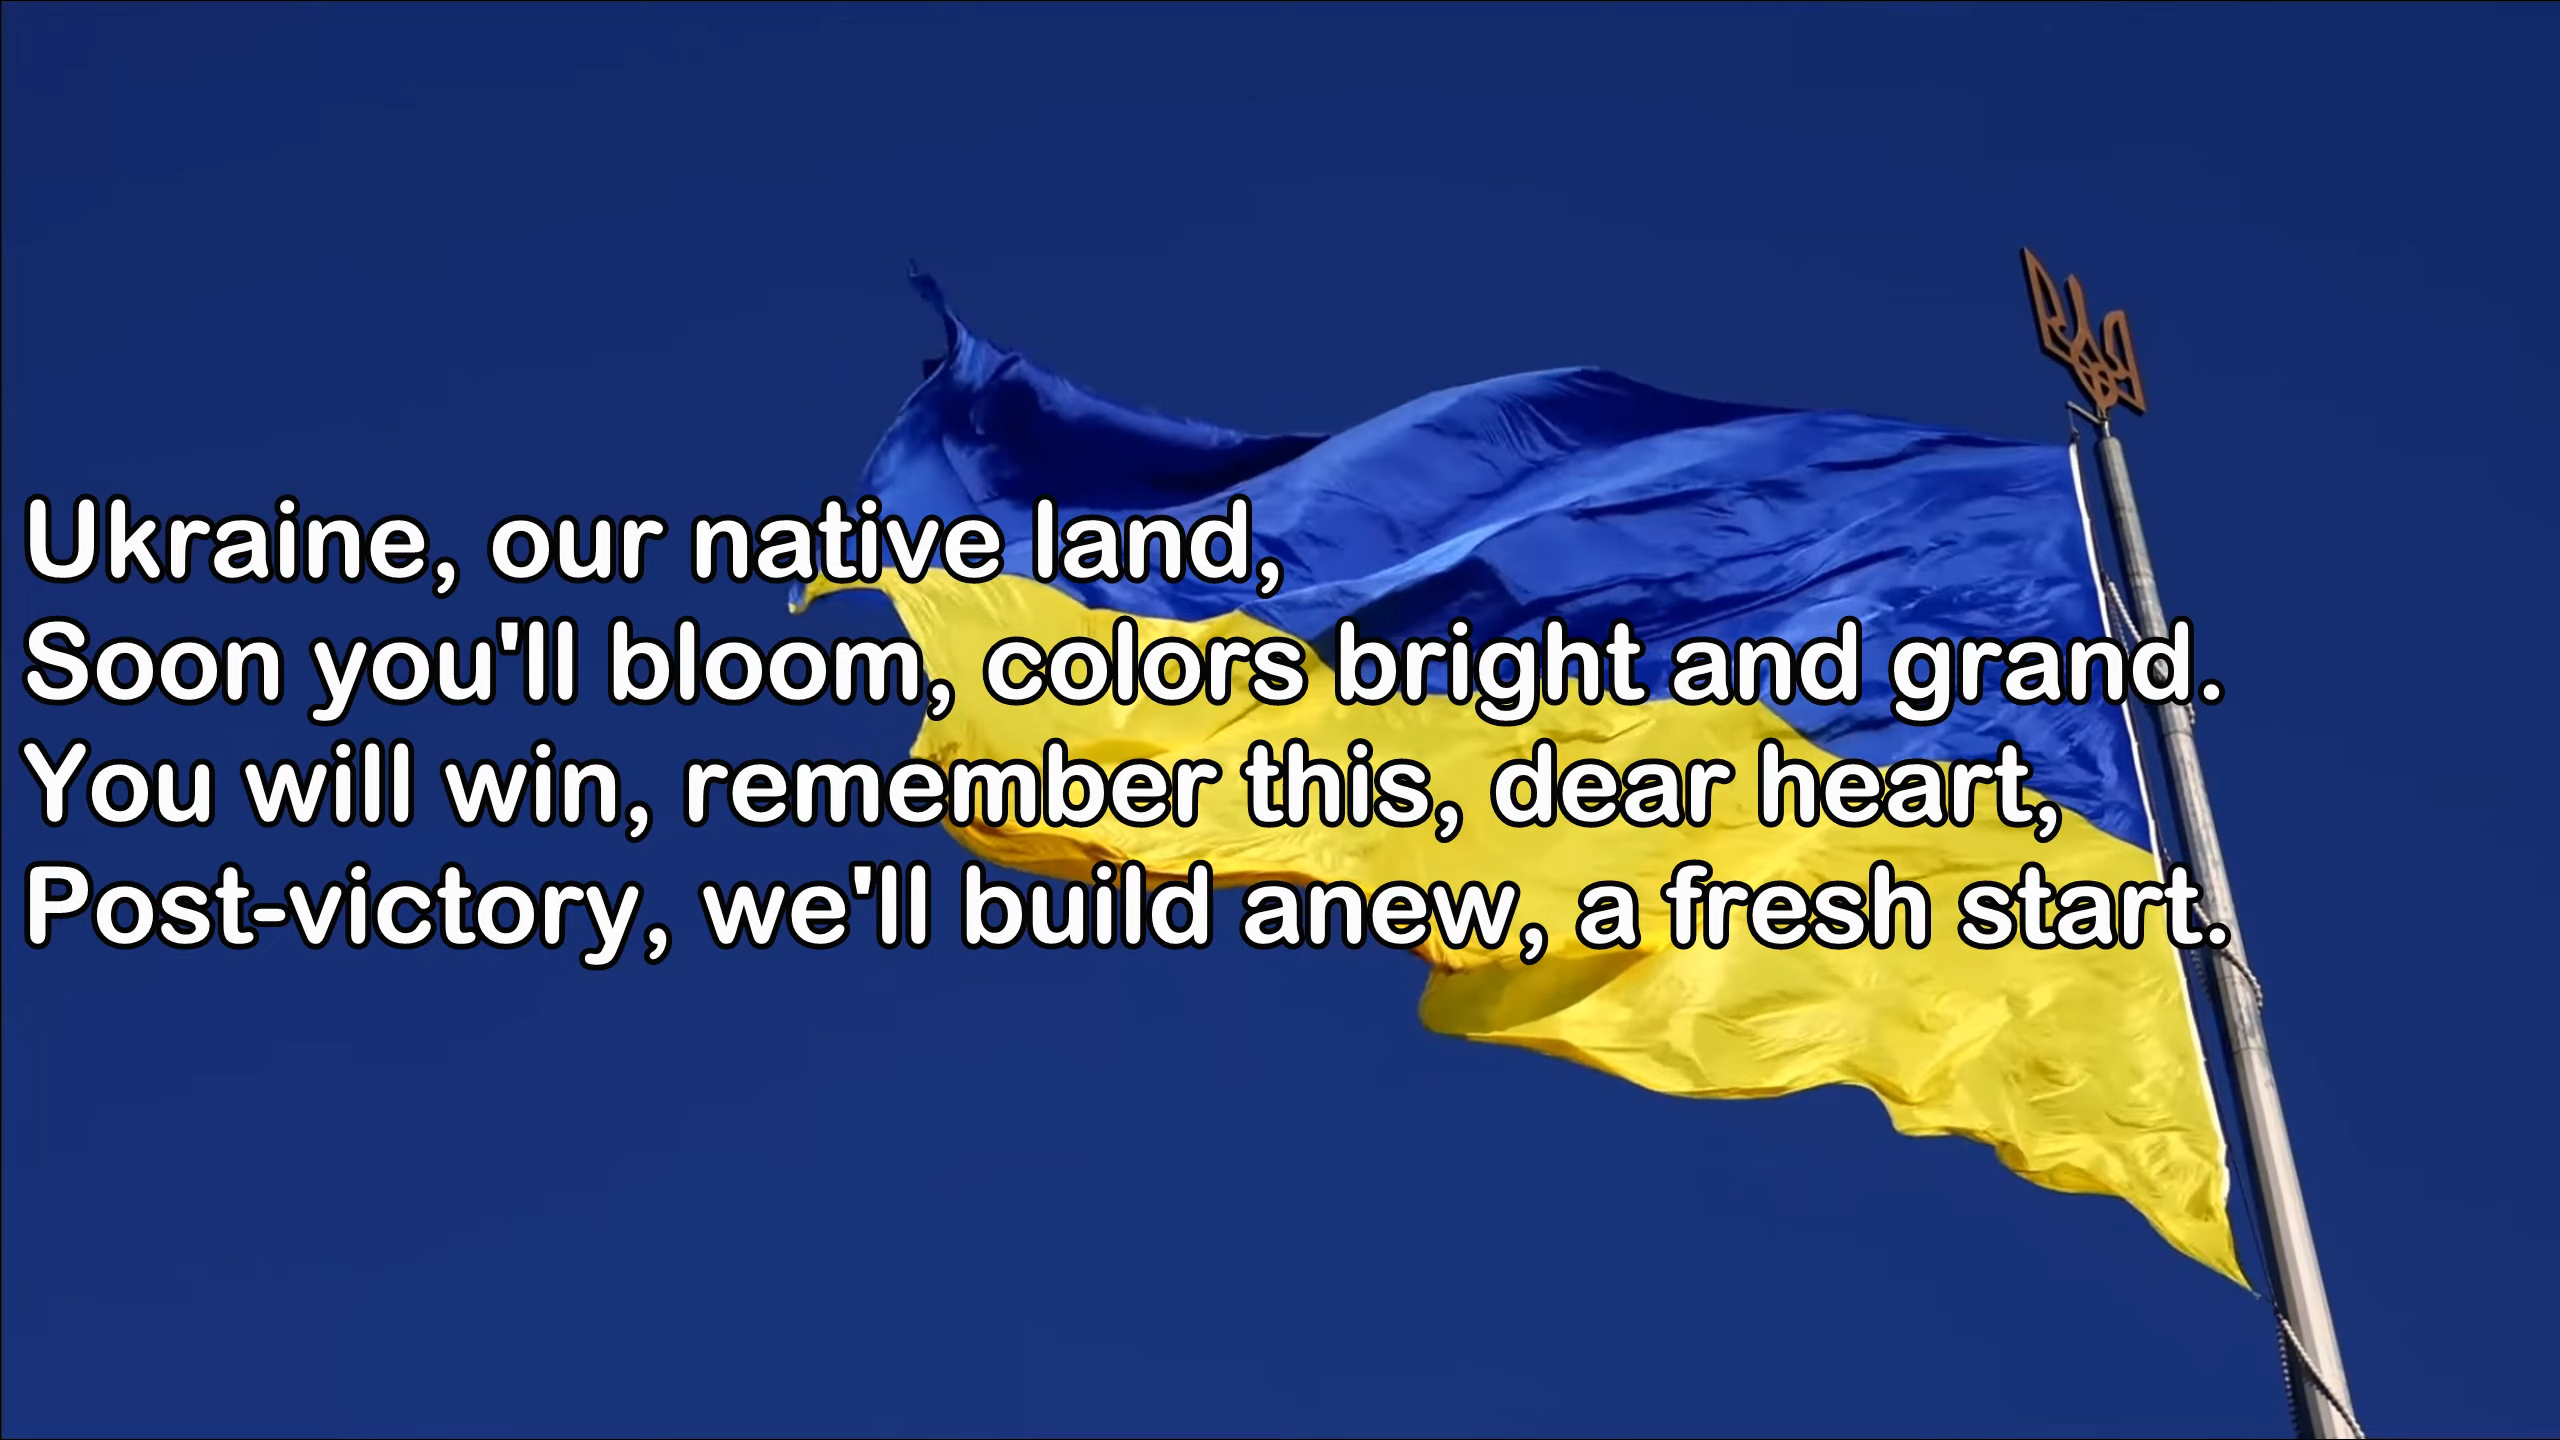 Ukraine, our native land,
Soon you'll bloom, colors bright and grand.
You will win, remember this, dear heart,
Post-victory, we'll build anew, a fresh start.